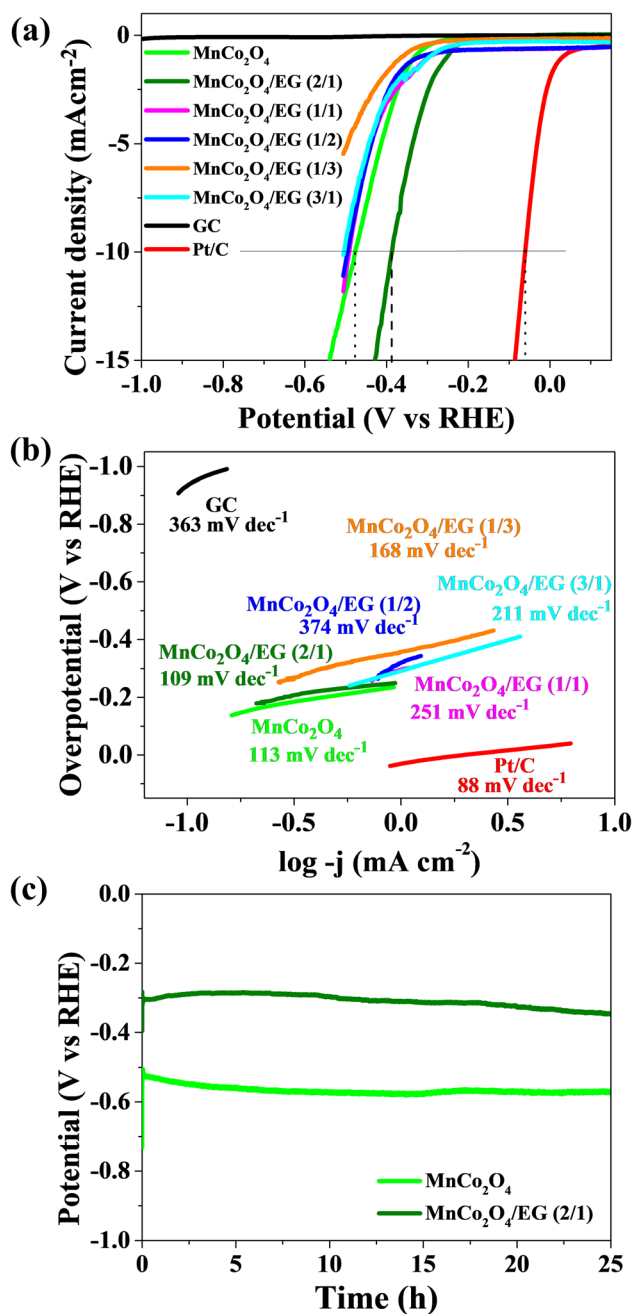 (a)
0
-5
-10
-15
Current density (mAcm⁻²)
MnCo₂O₄
MnCo₂O₄/EG (2/1)
MnCo₂O₄/EG (1/1)
MnCo₂O₄/EG (1/2)
MnCo₂O₄/EG (1/3)
MnCo₂O₄/EG (3/1)
GC
Pt/C
-1.0 -0.8 -0.6 -0.4 -0.2 0.0
Potential (V vs RHE)
(b)
-1.0
-0.8
-0.6
-0.4
-0.2
0.0
Overpotential (V vs RHE)
GC
363 mV dec⁻¹
MnCo₂O₄/EG (1/3)
168 mV dec⁻¹
MnCo₂O₄/EG (3/1)
211 mV dec⁻¹
MnCo₂O₄/EG (1/2)
374 mV dec⁻¹
MnCo₂O₄/EG (2/1)
109 mV dec⁻¹
MnCo₂O₄/EG (1/1)
251 mV dec⁻¹
MnCo₂O₄
113 mV dec⁻¹
Pt/C
88 mV dec⁻¹
-1.0 -0.5 0.0 0.5 1.0
log -j (mA cm⁻²)
(c)
0.0
-0.2
-0.4
-0.6
-0.8
-1.0
Potential (V vs RHE)
MnCo₂O₄
MnCo₂O₄/EG (2/1)
0 5 10 15 20 25
Time (h)